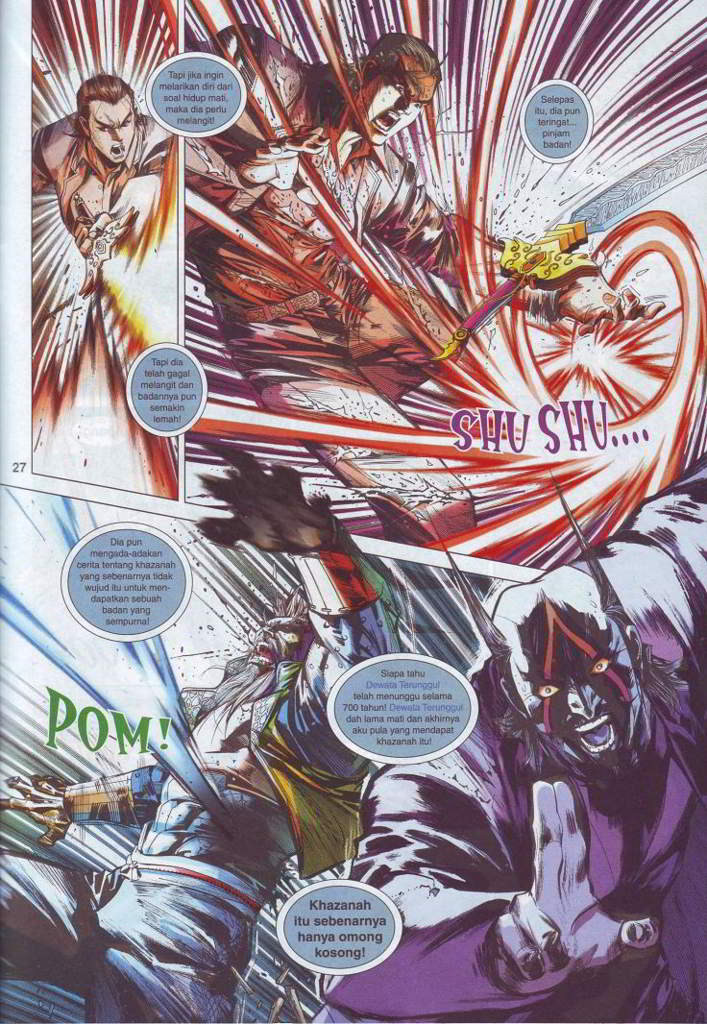 Tapi jika ingin
melarikan diri dari
soal hidup mati,
maka dia perlu
melangit!
Selepas
itu, dia pun
teringat...
pinjam
badan!
Tapi dia
telah gagal
melangit dan
badannya pun
semakin
lemah!
SHU SHU....
27
Dia pun
mengada-adakan
cerita tentang khazanah
yang sebenarnya tidak
wujud itu untuk men-
dapatkan sebuah
badan yang
sempurna!
POM!
Siapa tahu
Dewata Terunggul
telah menunggu selama
700 tahun! Dewata Terunggul
dah lama mati dan akhirnya
aku pula yang mendapat
khazanah itu!
Khazanah
itu sebenarnya
hanya omong
kosong!